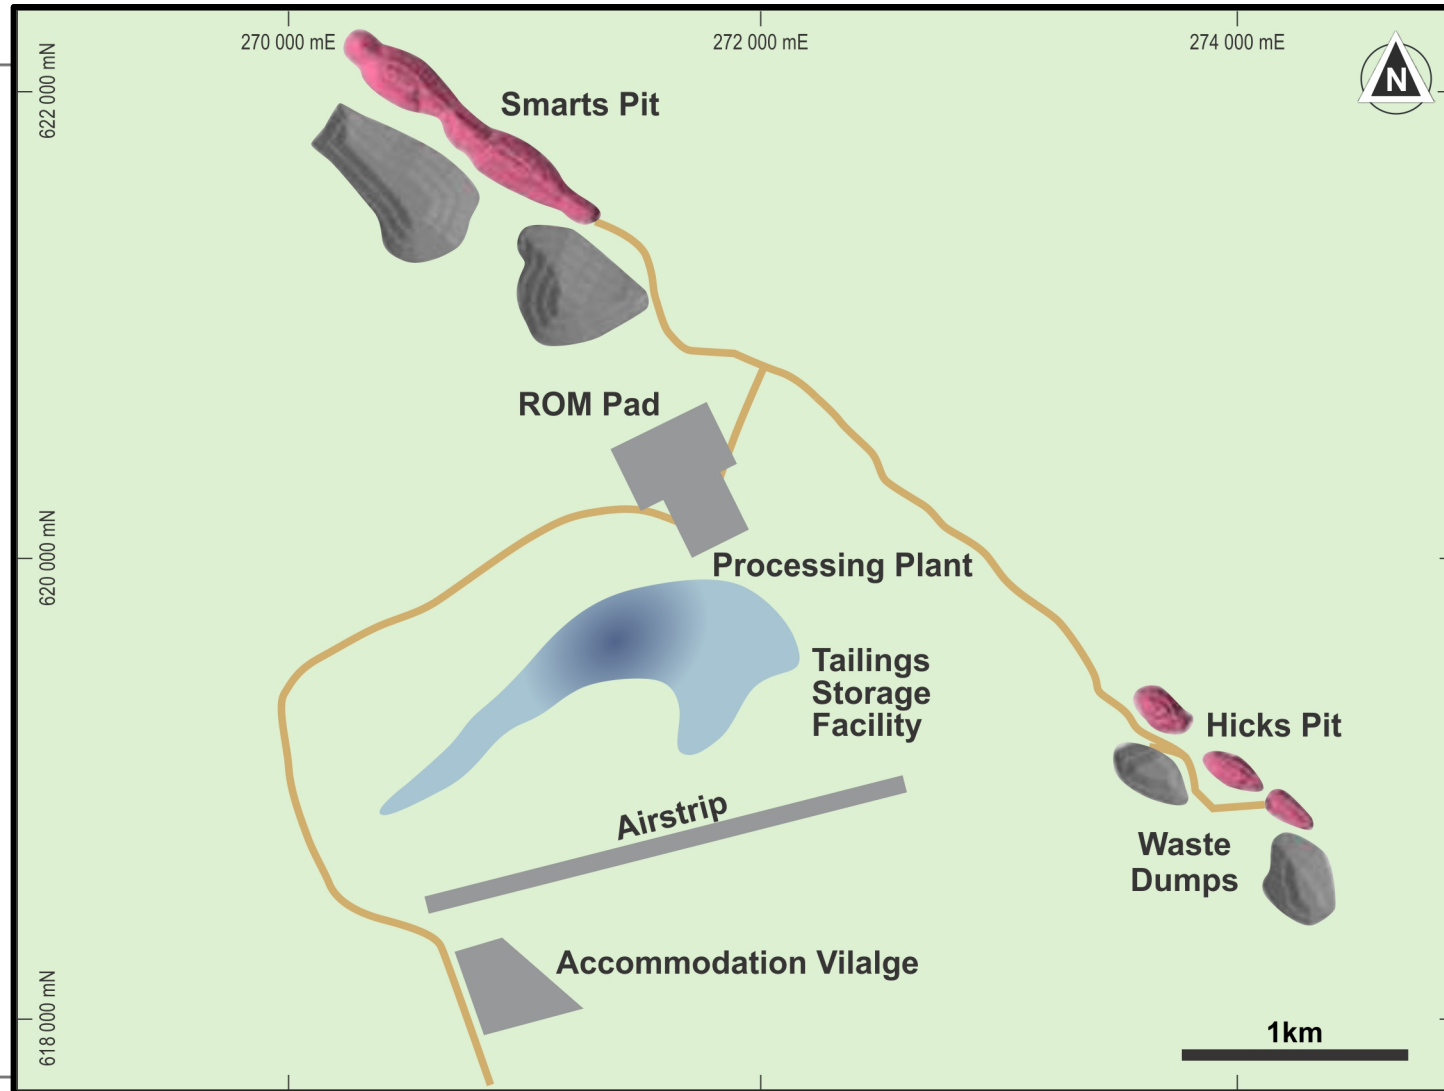 270 000 mE
272 000 mE
274 000 mE
622 000 mN
N
Smarts Pit
ROM Pad
620 000 mN
Processing Plant
Tailings
Storage
Facility
Hicks Pit
Airstrip
Waste
Dumps
Accommodation Vilalge
618 000 mN
1km